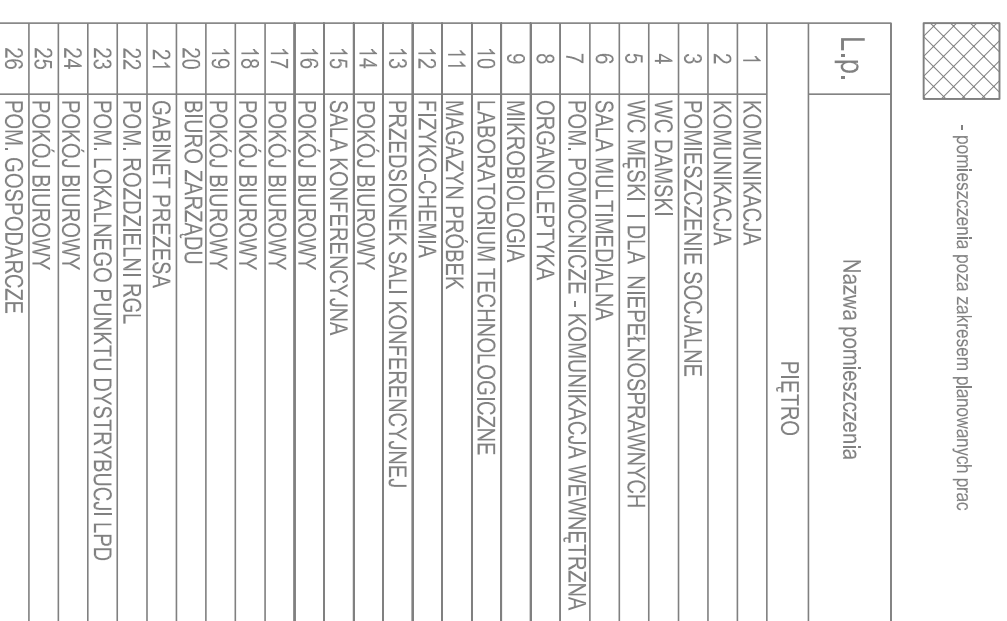 - pomieszczenia poza zakresem planowanych prac
L.p. Nazwa pomieszczenia
PIĘTRO
1 KOMUNIKACJA
2 KOMUNIKACJA
3 POMIESZCZENIE SOCJALNE
4 WC DAMSKI
5 WC MĘSKI I DLA NIEPEŁNOSPRAWNYCH
6 SALA MULTIMEDIALNA
7 POM. POMOCNICZE - KOMUNIKACJA WEWNĘTRZNA
8 ORGANOLEPTYKA
9 MIKROBIOLOGIA
10 LABORATORIUM TECHNOLOGICZNE
11 MAGAZYN PRÓBEK
12 FIZYKO-CHEMIA
13 PRZEDSIONEK SALI KONFERENCYJNEJ
14 POKÓJ BIUROWY
15 SALA KONFERENCYJNA
16 POKÓJ BIUROWY
17 POKÓJ BIUROWY
18 POKÓJ BIUROWY
19 POKÓJ BIUROWY
20 BIURO ZARZĄDU
21 GABINET PREZESA
22 POM. ROZDZIELNI RGL
23 POM. LOKALNEGO PUNKTU DYSTRYBUCJI LPD
24 POKÓJ BIUROWY
25 POKÓJ BIUROWY
26 POM. GOSPODARCZE